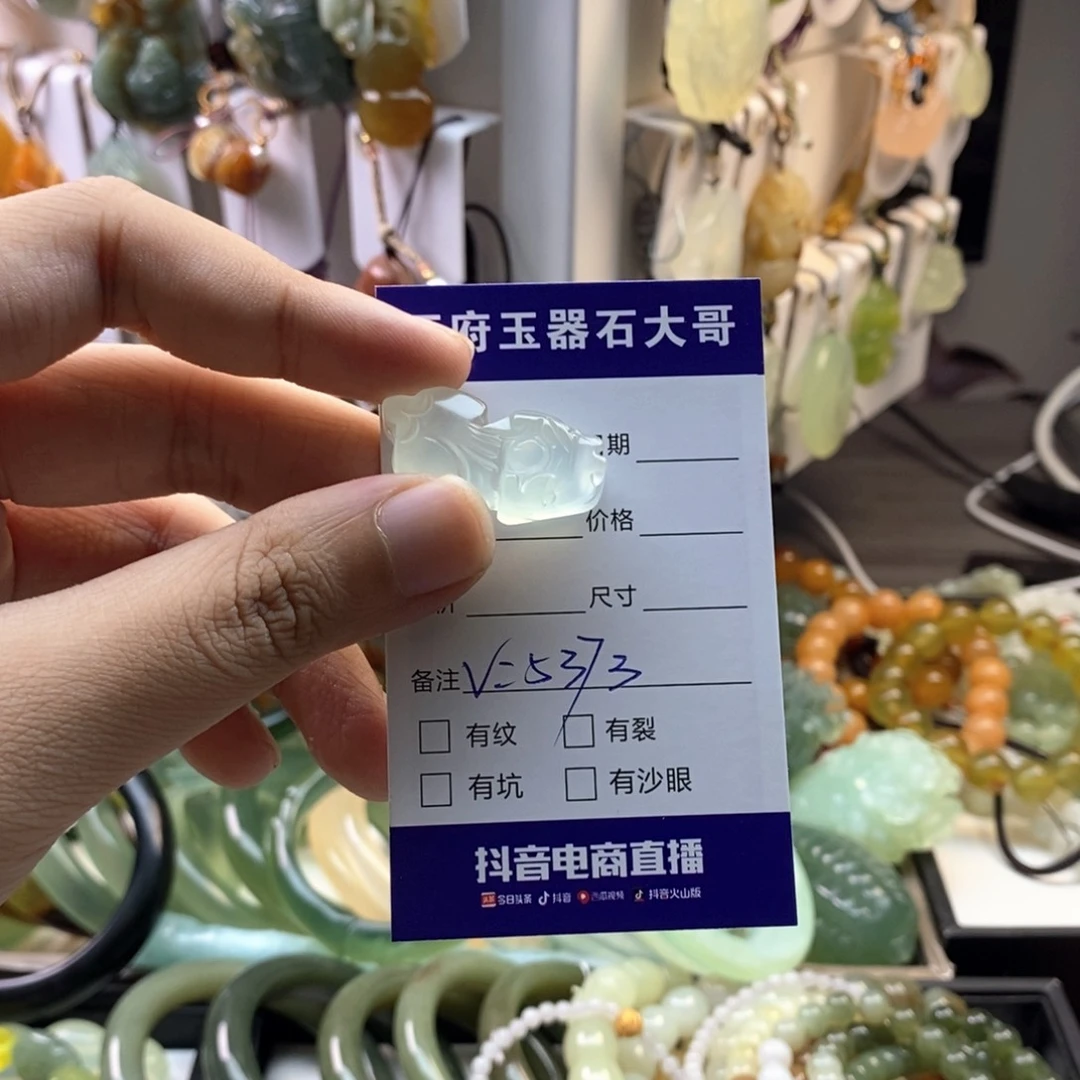 府玉器石大哥
期
价格
尺寸
备注 V=5373
有纹 有裂
有坑 有沙眼
抖音电商直播
今日头条 抖音 西瓜视频 抖音火山版